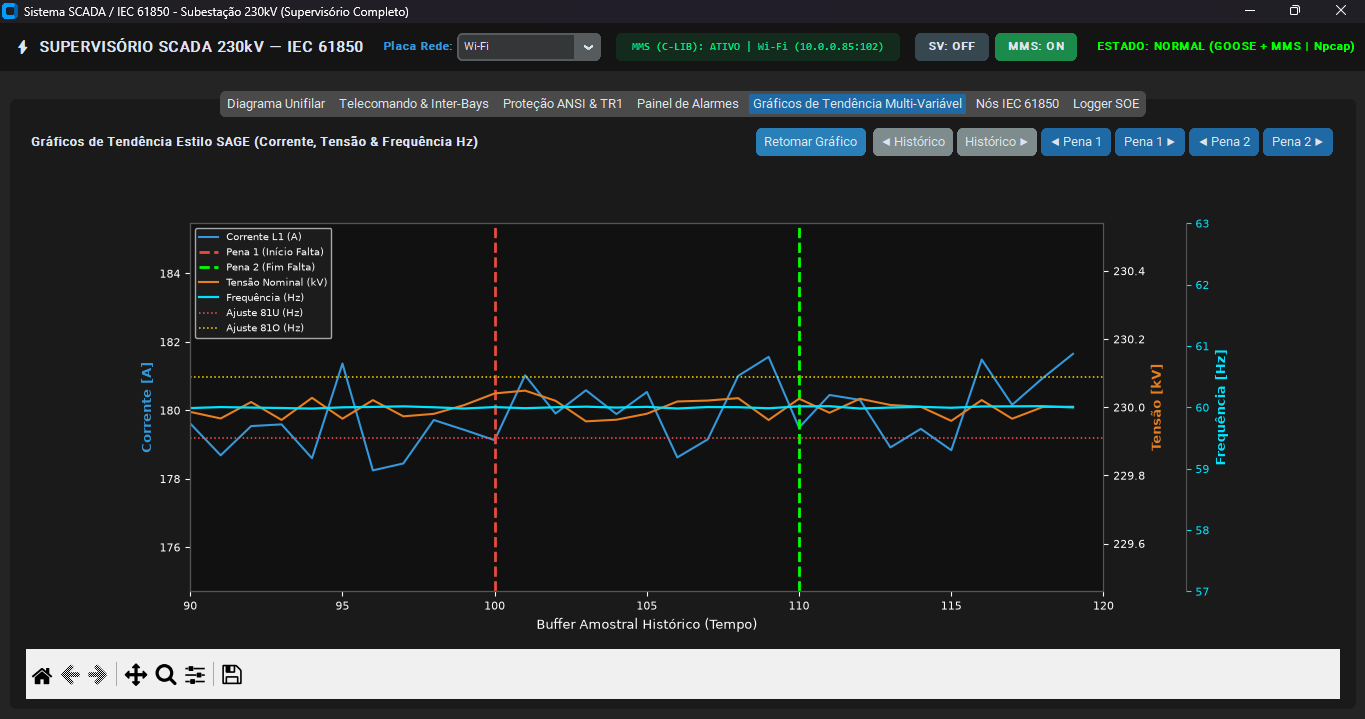 Sistema SCADA / IEC 61850 - Subestação 230kV (Supervisório Completo)
SUPERVISÓRIO SCADA 230kV — IEC 61850
Placa Rede:
Wi-Fi
MMS (C-LIB): ATIVO | Wi-Fi (10.0.0.85:102)
SV: OFF
MMS: ON
ESTADO: NORMAL (GOOSE + MMS | Npcap)
Diagrama Unifilar
Telecomando & Inter-Bays
Proteção ANSI & TR1
Painel de Alarmes
Gráficos de Tendência Multi-Variável
Nós IEC 61850
Logger SOE
Gráficos de Tendência Estilo SAGE (Corrente, Tensão & Frequência Hz)
Retomar Gráfico
◄ Histórico
Histórico ►
◄ Pena 1
Pena 1 ►
◄ Pena 2
Pena 2 ►
Corrente L1 (A)
Pena 1 (Início Falta)
Pena 2 (Fim Falta)
Tensão Nominal (kV)
Frequência (Hz)
Ajuste 81U (Hz)
Ajuste 81O (Hz)
Corrente [A]
184
182
180
178
176
90
95
100
105
110
115
120
Buffer Amostral Histórico (Tempo)
230.4
230.2
230.0
229.8
229.6
Tensão [kV]
63
62
61
60
59
58
57
Frequência [Hz]